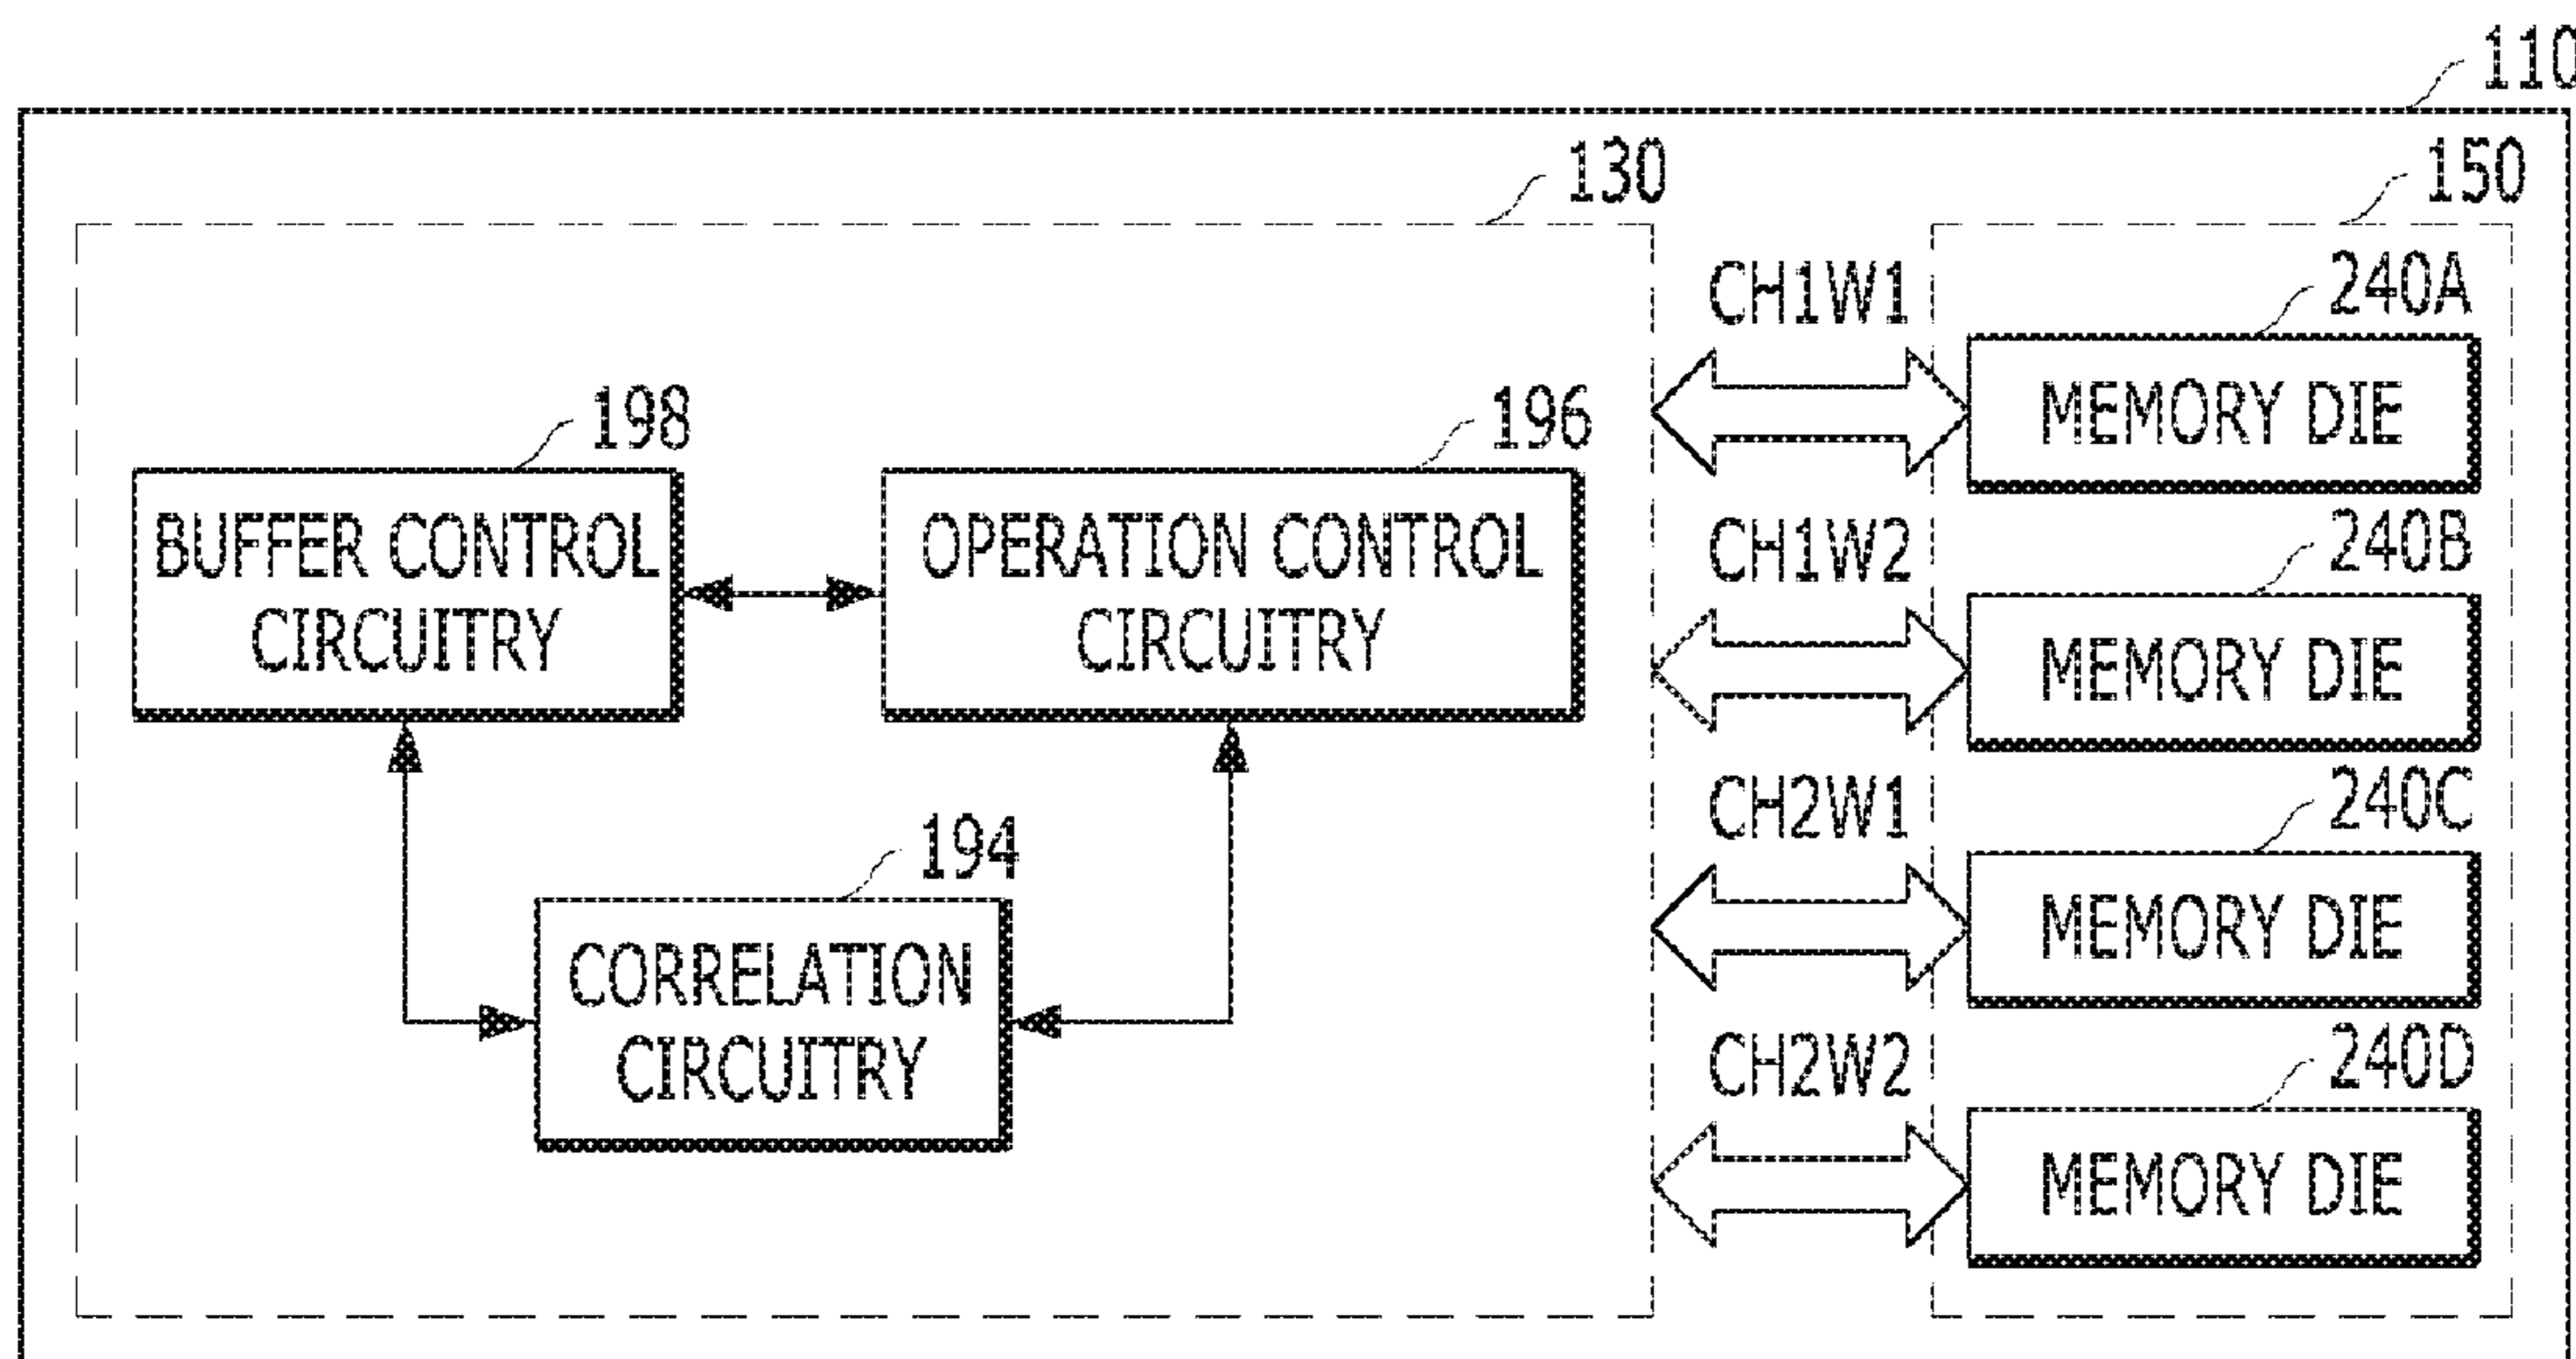 110
130
150
CH1W1
240A
MEMORY DIE
198
196
BUFFER CONTROL
CIRCUITRY
OPERATION CONTROL
CIRCUITRY
CH1W2
240B
MEMORY DIE
CH2W1
240C
MEMORY DIE
194
CORRELATION
CIRCUITRY
CH2W2
240D
MEMORY DIE